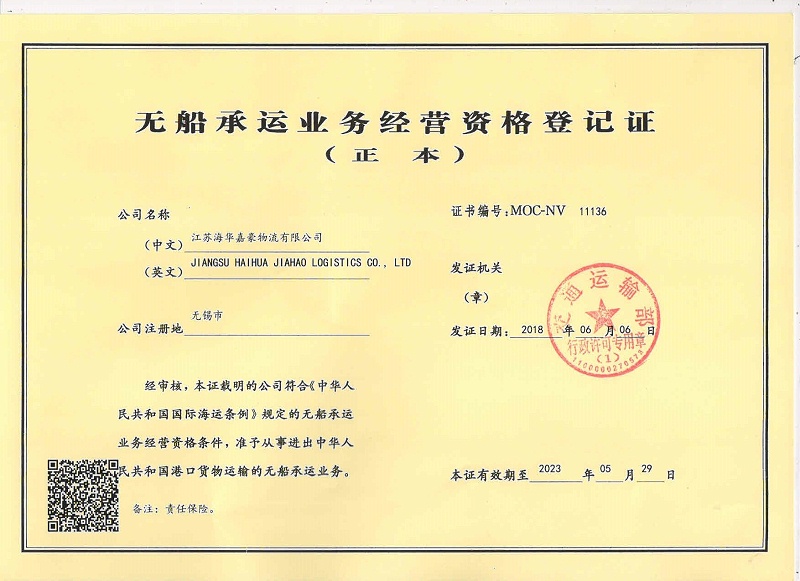 无船承运业务经营资格登记证
（正 本）
公司名称
（中文）江苏海华嘉豪物流有限公司
（英文）JIANGSU HAIHUA JIAHAO LOGISTICS CO., LTD
公司注册地 无锡市
经审核，本证载明的公司符合《中华人
民共和国国际海运条例》规定的无船承运
业务经营资格条件，准予从事进出中华人
民共和国港口货物运输的无船承运业务。
备注：责任保险。
证书编号：MOC-NV 11136
发证机关
（章）
发证日期：2018 年 06 月 06 日
交通运输部
行政许可专用章
（1）
1100000270573
本证有效期至 2023 年 05 月 29 日